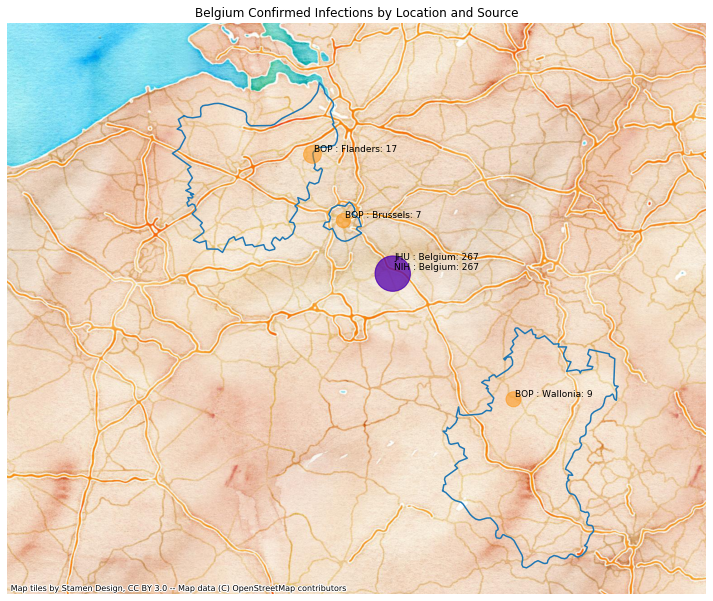 Belgium Confirmed Infections by Location and Source
BOP : Flanders: 17
BOP : Brussels: 7
JHU : Belgium: 267
NIH : Belgium: 267
BOP : Wallonia: 9
Map tiles by Stamen Design, CC BY 3.0 -- Map data (C) OpenStreetMap contributors